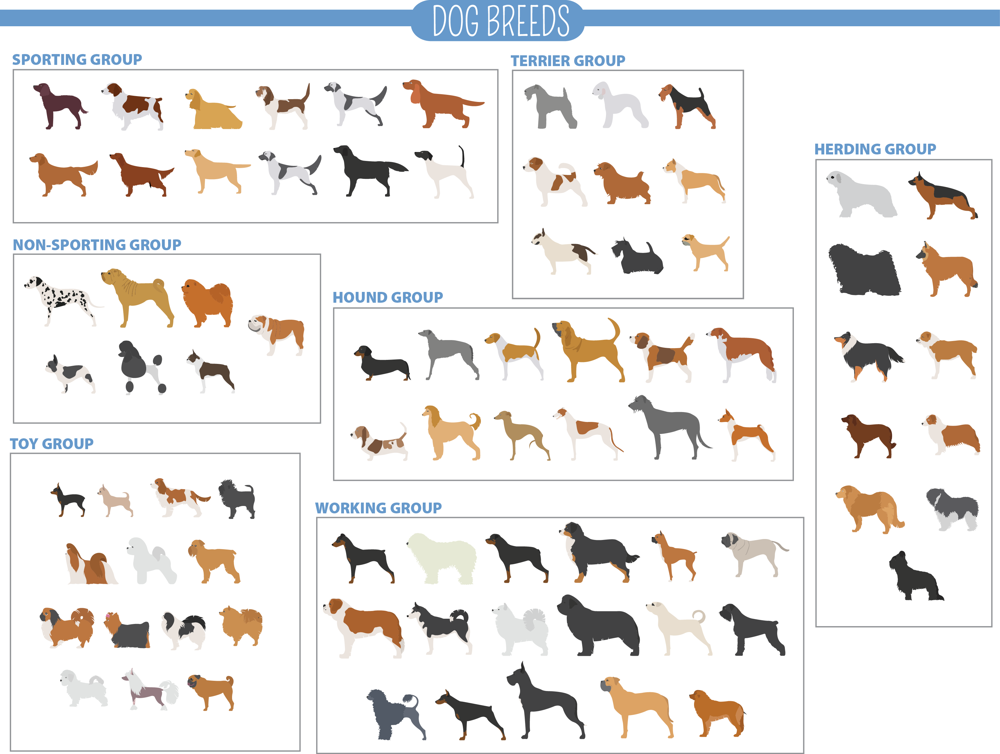 DOG BREEDS
SPORTING GROUP
TERRIER GROUP
HERDING GROUP
NON-SPORTING GROUP
HOUND GROUP
TOY GROUP
WORKING GROUP